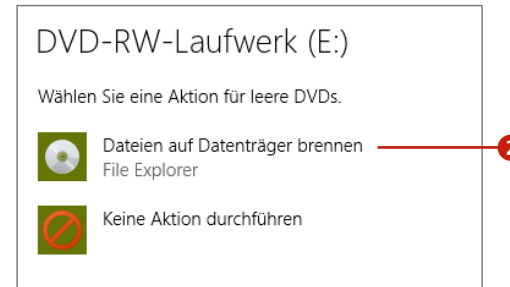 DVD-RW-Laufwerk (E:)
Wählen Sie eine Aktion für leere DVDs.
Dateien auf Datenträger brennen
2
File Explorer
Keine Aktion durchführen